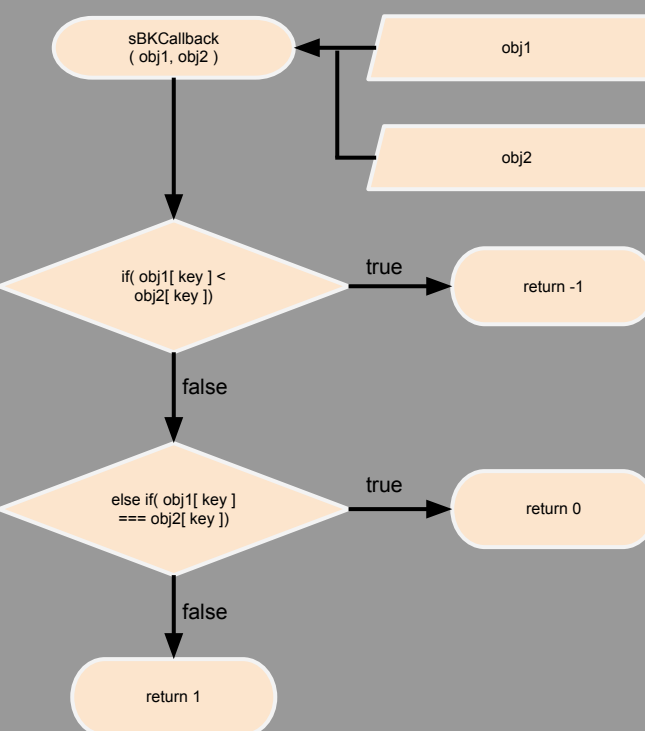 sBKCallback
( obj1, obj2 )
obj1
obj2
if( obj1[ key ] <
obj2[ key ])
true
return -1
false
else if( obj1[ key ]
=== obj2[ key ])
true
return 0
false
return 1